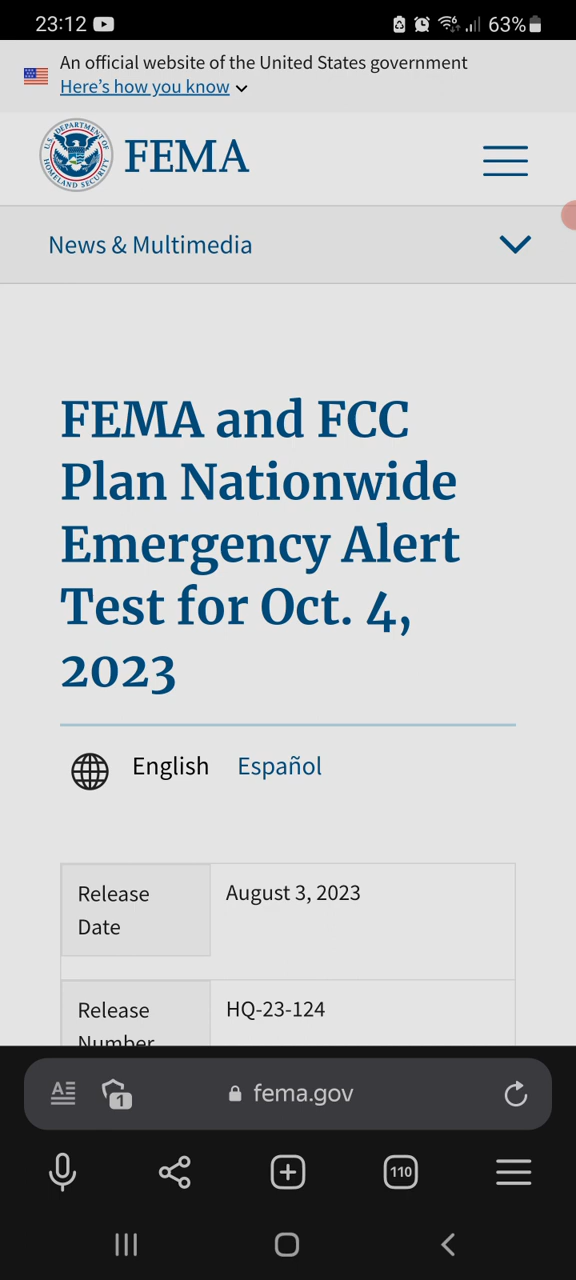 23:12 63%
An official website of the United States government
Here's how you know
FEMA
News & Multimedia
FEMA and FCC
Plan Nationwide
Emergency Alert
Test for Oct. 4,
2023
English Español
Release
Date
August 3, 2023
Release
Number
HQ-23-124
1
fema.gov
110